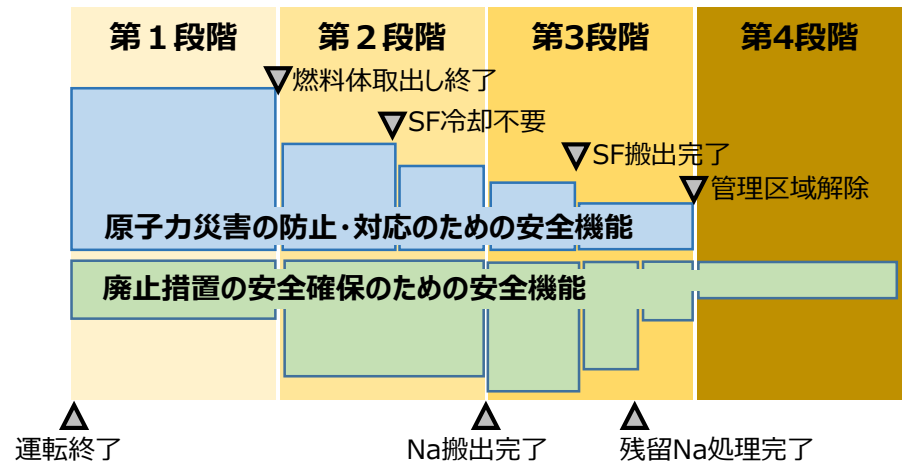 第１段階
第２段階
第3段階
第4段階
燃料体取出し終了
SF冷却不要
SF搬出完了
管理区域解除
原子力災害の防止・対応のための安全機能
廃止措置の安全確保のための安全機能
運転終了
Na搬出完了
残留Na処理完了